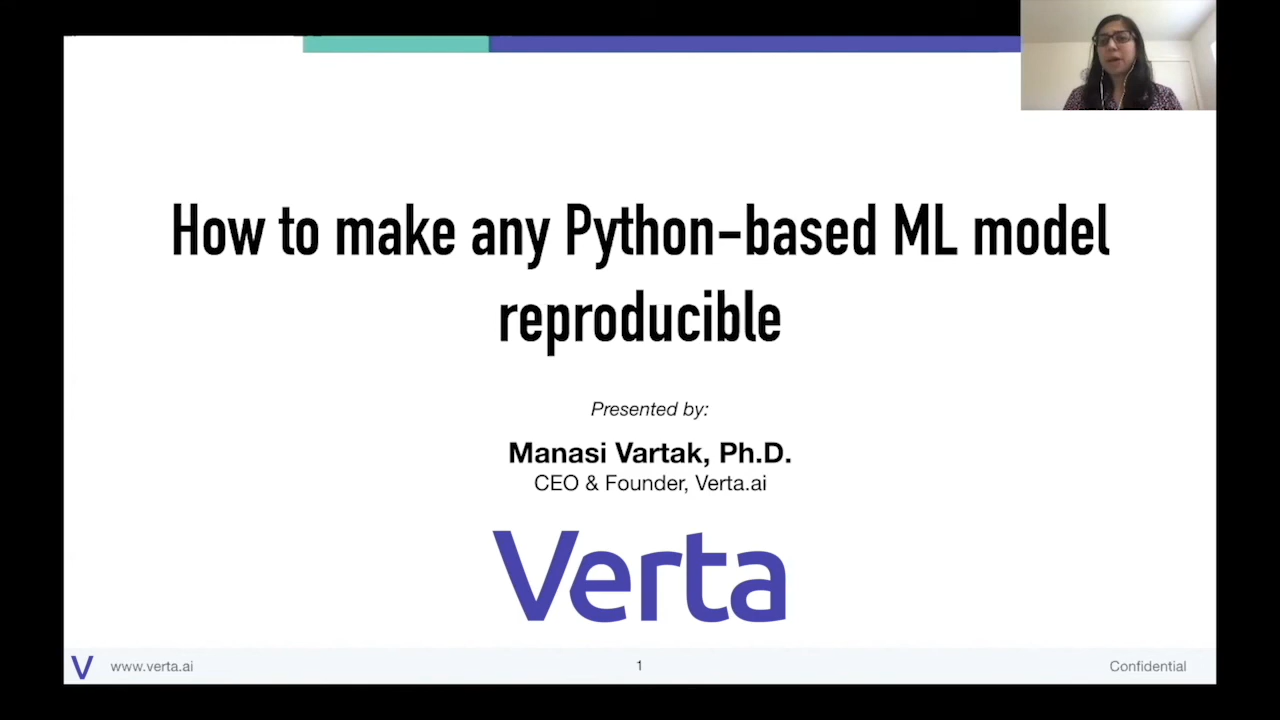 How to make any Python-based ML model
reproducible
Presented by:
Manasi Vartak, Ph.D.
CEO & Founder, Verta.ai
Verta
V www.verta.ai 1 Confidential